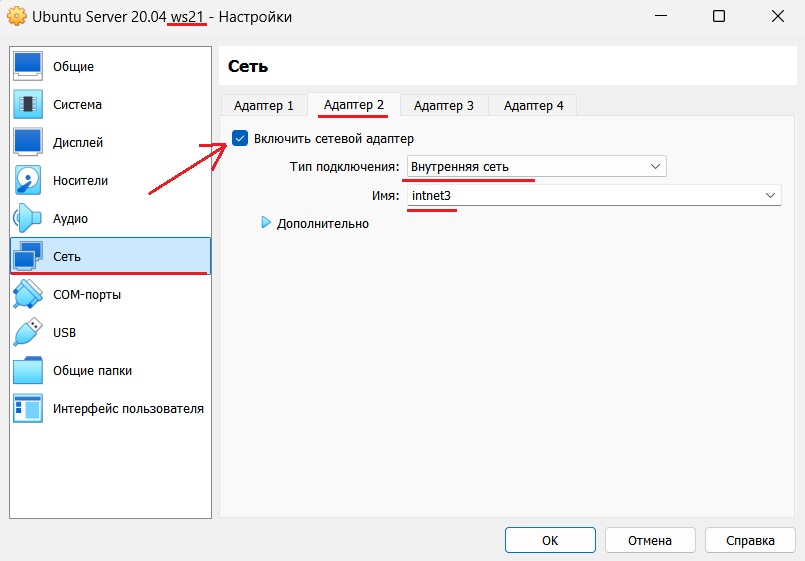 Ubuntu Server 20.04 ws21 - Настройки
Общие
Система
Дисплей
Носители
Аудио
Сеть
COM-порты
USB
Общие папки
Интерфейс пользователя
Сеть
Адаптер 1 Адаптер 2 Адаптер 3 Адаптер 4
Включить сетевой адаптер
Тип подключения: Внутренняя сеть
Имя: intnet3
Дополнительно
OK Отмена Справка